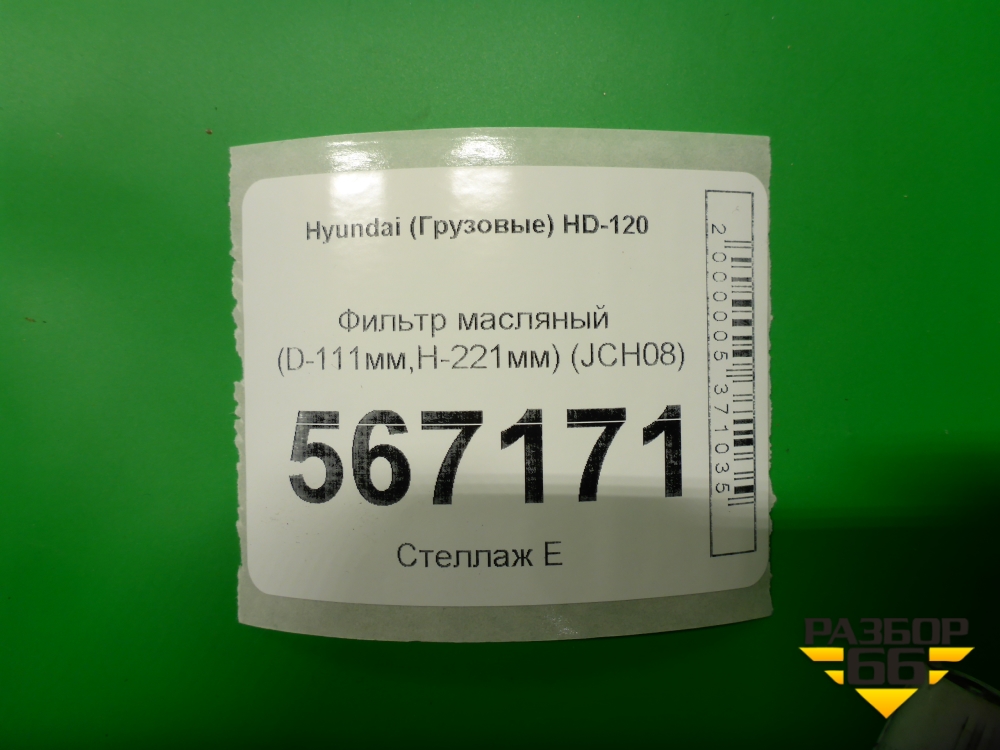 Hyundai (Грузовые) HD-120
Фильтр масляный
(D-111мм,H-221мм) (JCH08)
567171
Стеллаж Е
2000005371035
РАЗБОР
66